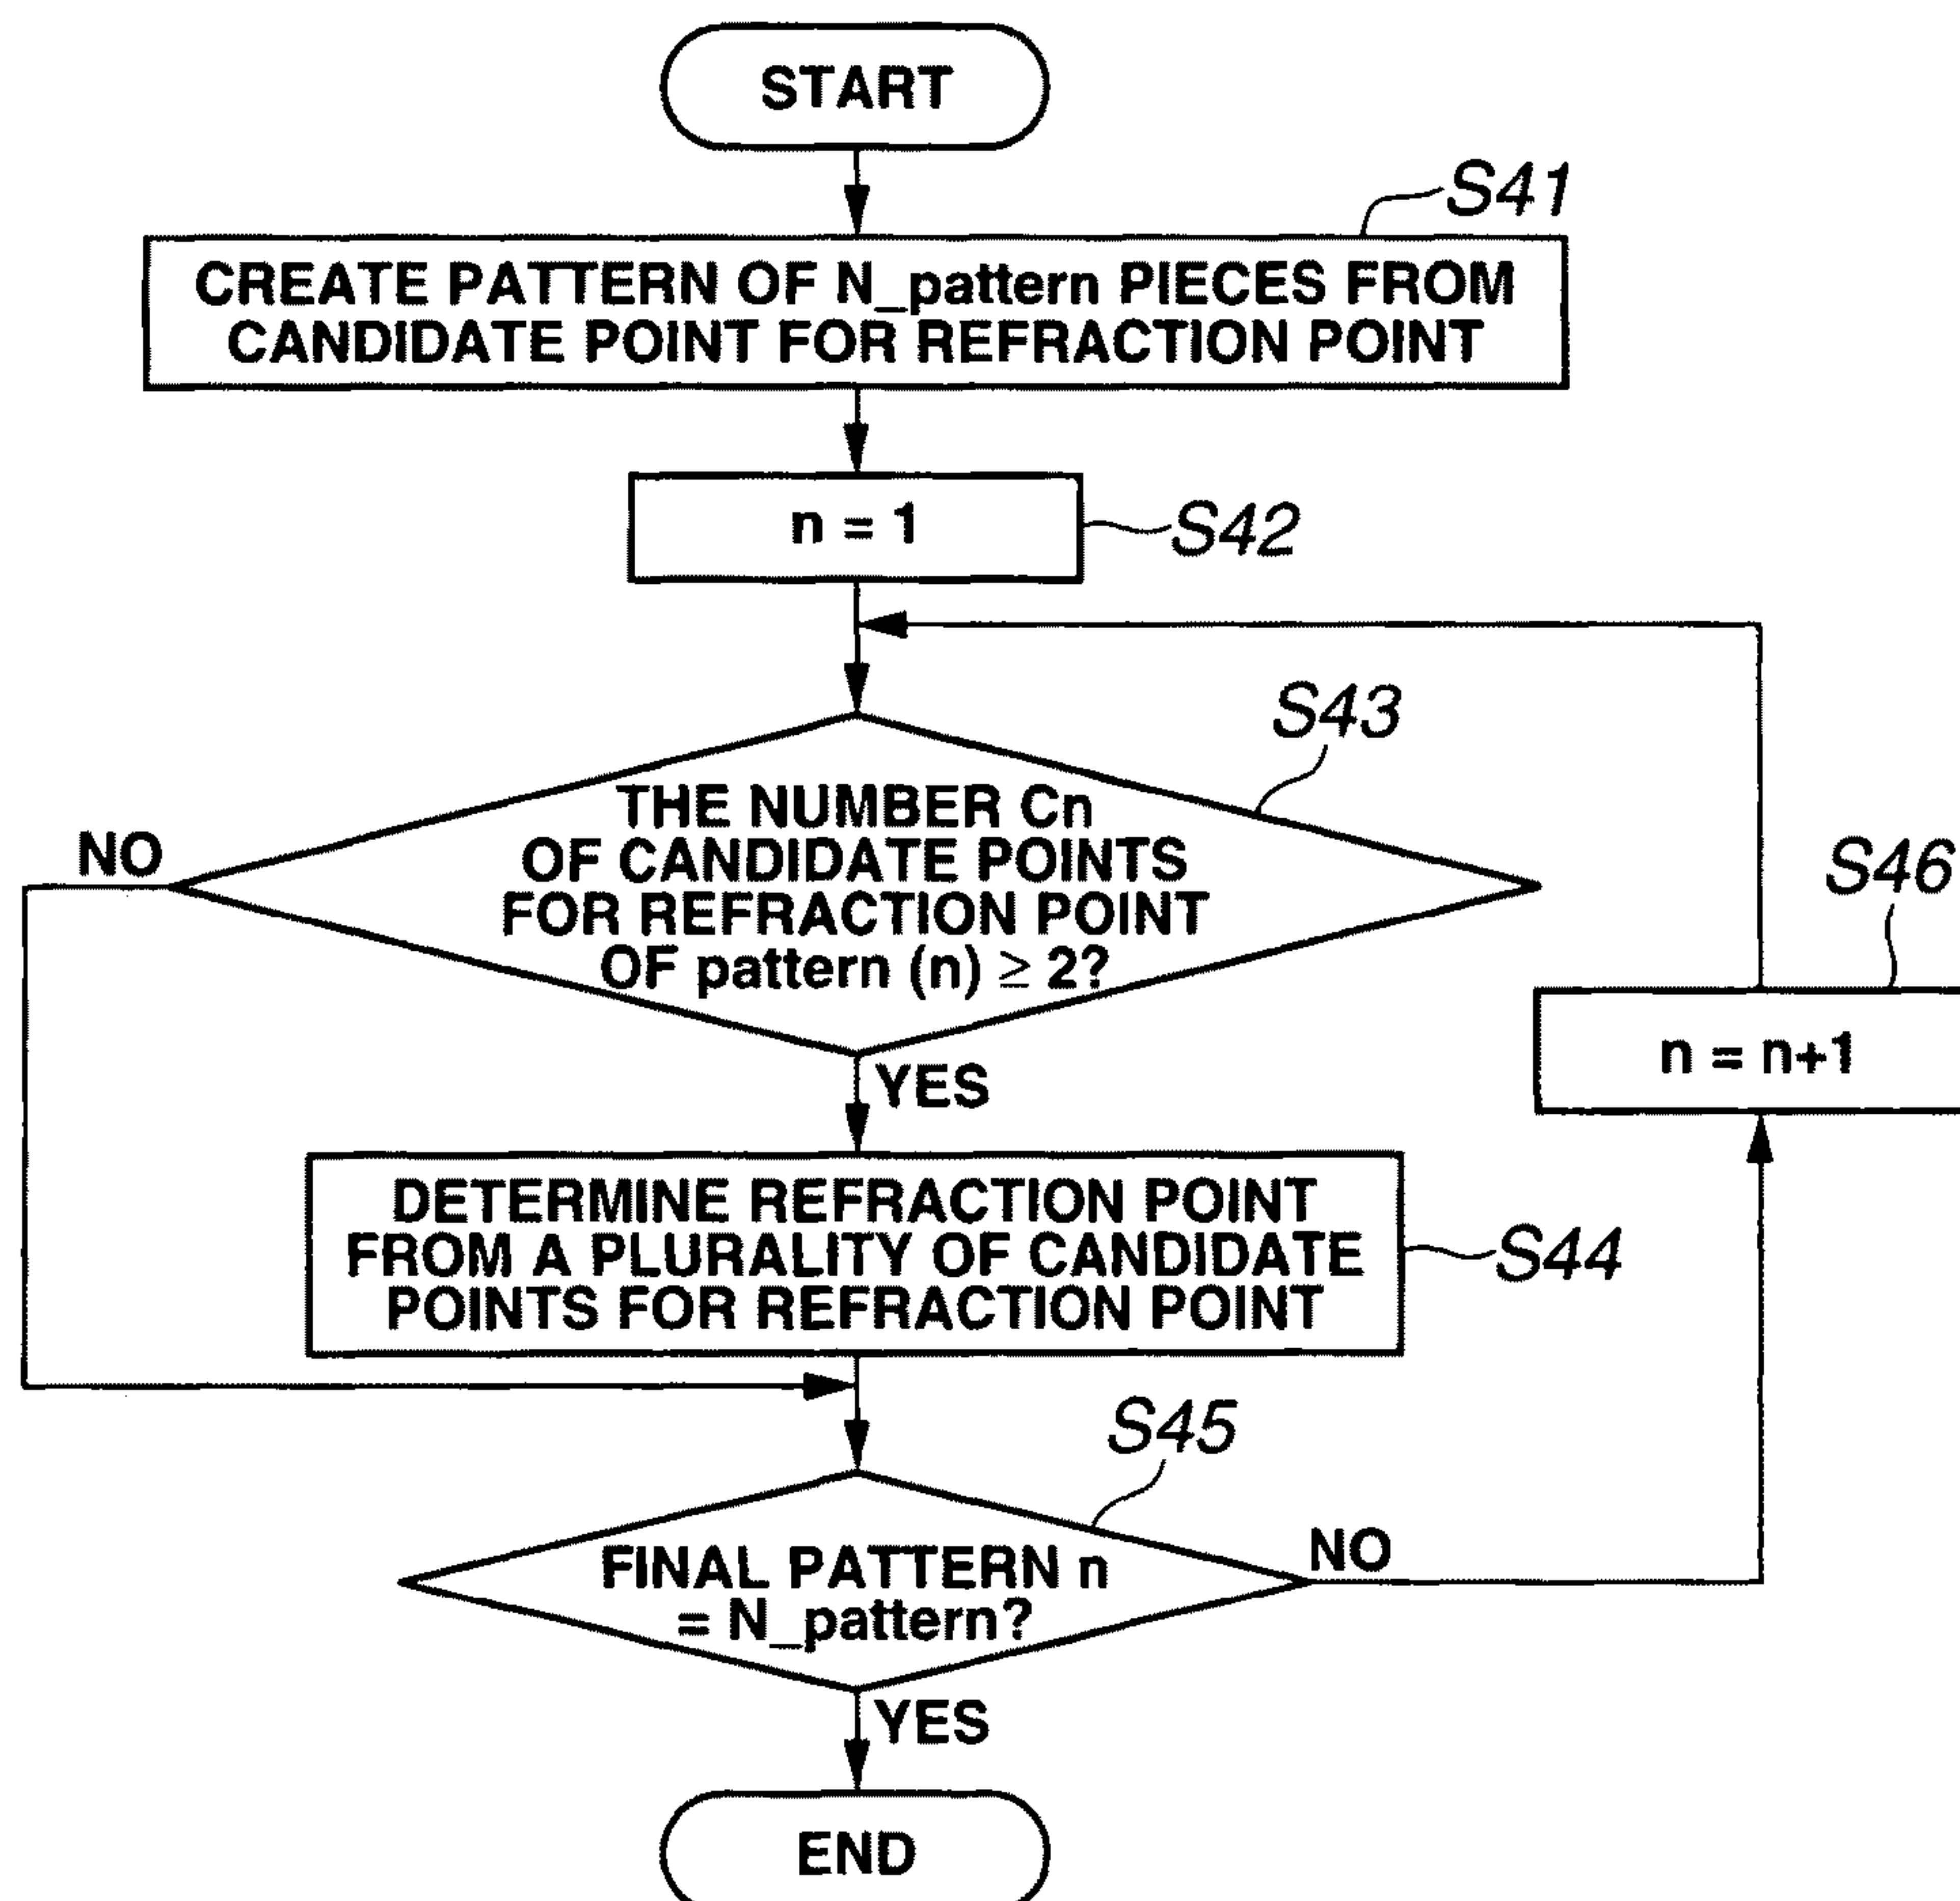 START
S41
CREATE PATTERN OF N_pattern PIECES FROM
CANDIDATE POINT FOR REFRACTION POINT
n = 1
S42
S43
THE NUMBER Cn
OF CANDIDATE POINTS
FOR REFRACTION POINT
OF pattern (n) ≥ 2?
NO
S46
n = n+1
YES
DETERMINE REFRACTION POINT
FROM A PLURALITY OF CANDIDATE
POINTS FOR REFRACTION POINT
S44
S45
FINAL PATTERN n
= N_pattern?
NO
YES
END